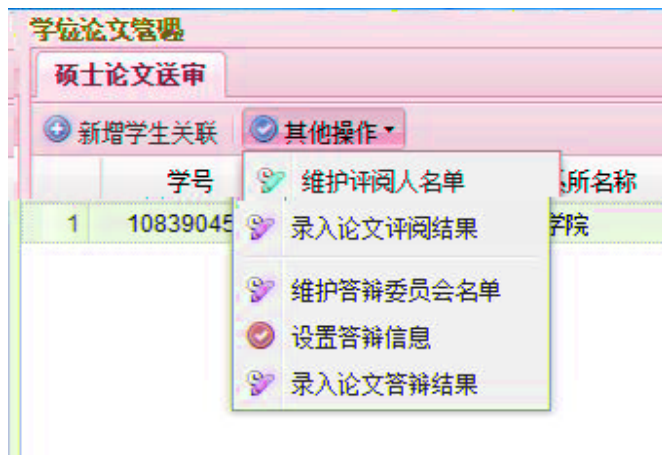 学位论文管理
硕士论文送审
新增学生关联 其他操作
学号 系所名称
1 10839045 学院
维护评阅人名单
录入论文评阅结果
维护答辩委员会名单
设置答辩信息
录入论文答辩结果